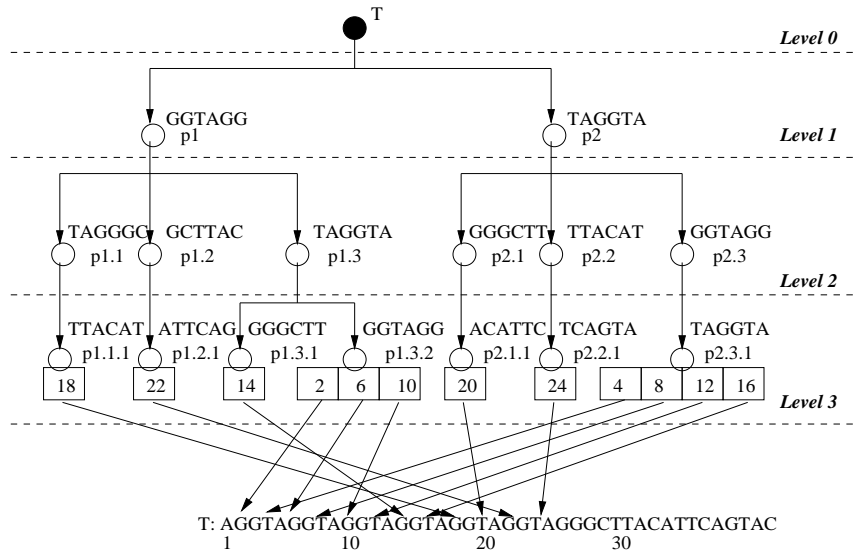 T
Level 0
GGTAGG
p1
TAGGTA
p2
Level 1
TAGGGC
p1.1
GCTTAC
p1.2
TAGGTA
p1.3
GGGCTT
p2.1
TTACAT
p2.2
GGTAGG
p2.3
Level 2
TTACAT
p1.1.1
ATTCAG
p1.2.1
GGGCTT
p1.3.1
GGTAGG
p1.3.2
ACATTC
p2.1.1
TCAGTA
p2.2.1
TAGGTA
p2.3.1
18 22 14 2 6 10 20 24 4 8 12 16
Level 3
T: AGGTAGGTAGGTAGGTAGGTAGGTAGGGCTTACATTCAGTAC
1 10 20 30